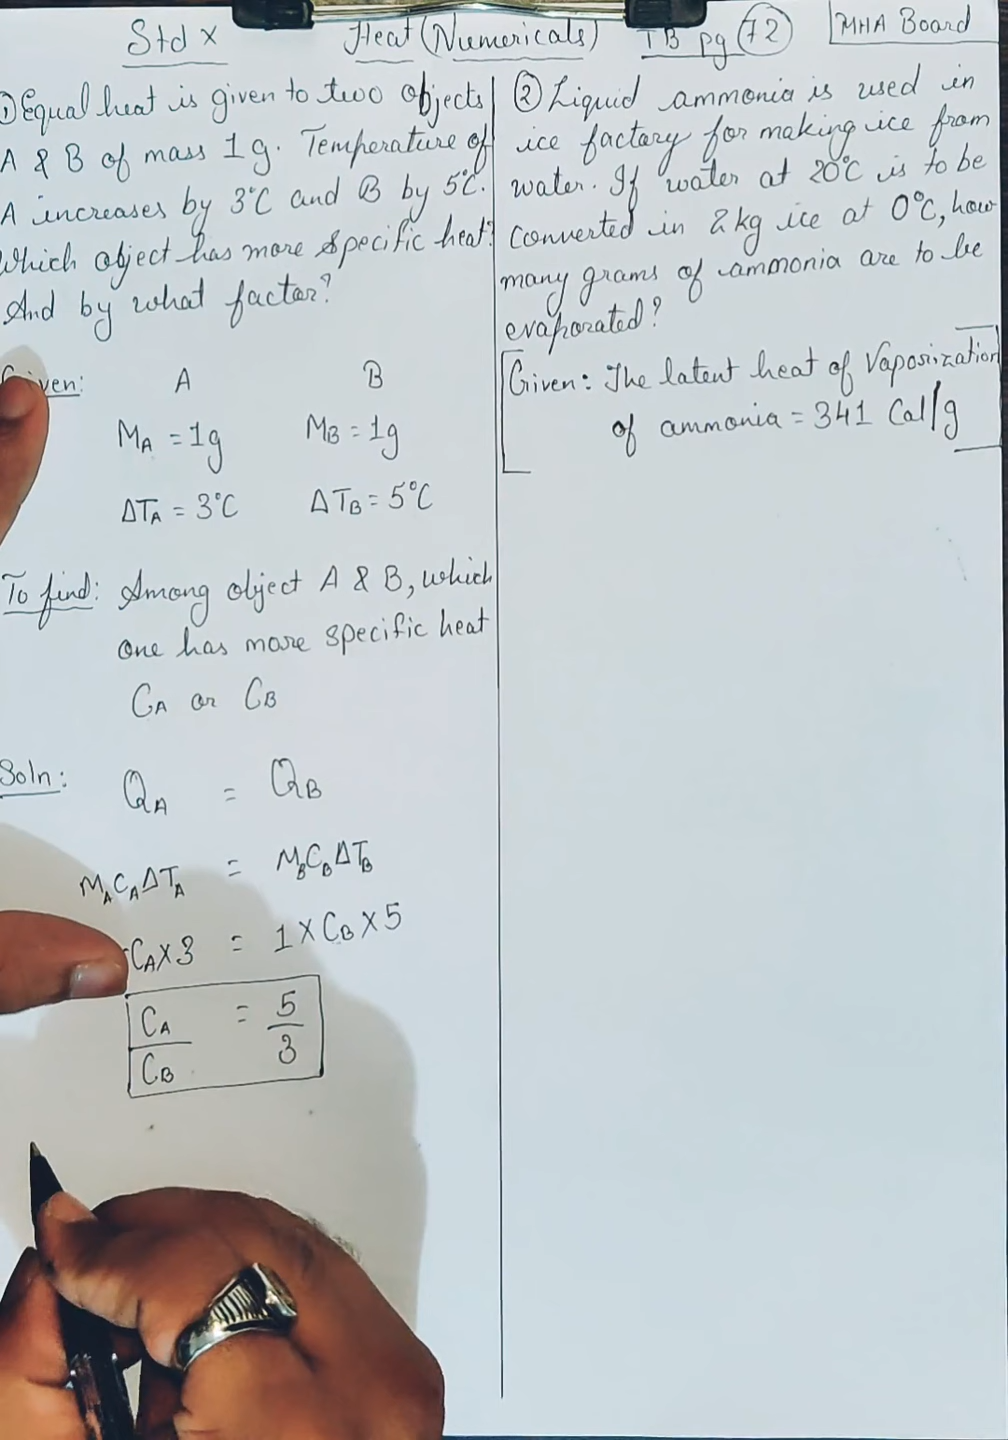 Std x Heat (Numericals) TB pg 72 MHA Board
① Equal heat is given to two objects
A & B of mass 1g. Temperature of
A increases by 3°C and B by 5°C.
Which object has more specific heat?
And by what factor?
Given: A B
MA = 1g MB = 1g
ΔTA = 3°C ΔTB = 5°C
To find: Among object A & B, which
one has more specific heat
CA or CB
Soln: QA = QB
MACAΔTA = MBCBΔTB
CA×3 = 1×CB×5
CA/CB = 5/3
② Liquid ammonia is used in
ice factory for making ice from
water. If water at 20°C is to be
converted in 2 kg ice at 0°C, how
many grams of ammonia are to be
evaporated?
[Given: The latent heat of Vaporization
of ammonia = 341 Cal/g]